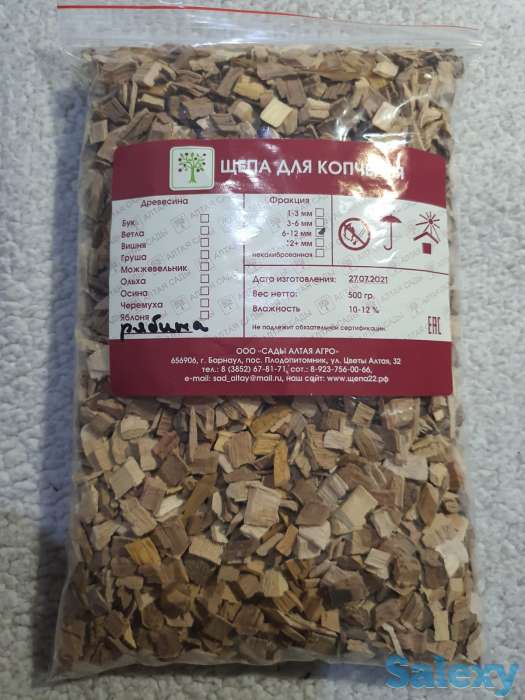 ЩЕПА ДЛЯ КОПЧЕНИЯ
Древесина
Бук
Ветла
Вишня
Груша
Можжевельник
Ольха
Осина
Черемуха
Яблоня
рябина
Фракция
1-3 мм
3-6 мм
6-12 мм
12+ мм
некалиброванная
Дата изготовления: 27.07.2021
Вес нетто: 500 гр.
Влажность 10-12 %
Не подлежит обязательной сертификации.
EAC
ООО «САДЫ АЛТАЯ АГРО»
656906, г. Барнаул, пос. Плодопитомник, ул. Цветы Алтая, 32
тел.: 8 (3852) 67-81-71, сот.: 8-923-756-00-66,
e-mail: sad_altay@mail.ru, наш сайт: www.щепа22.рф
Salexy